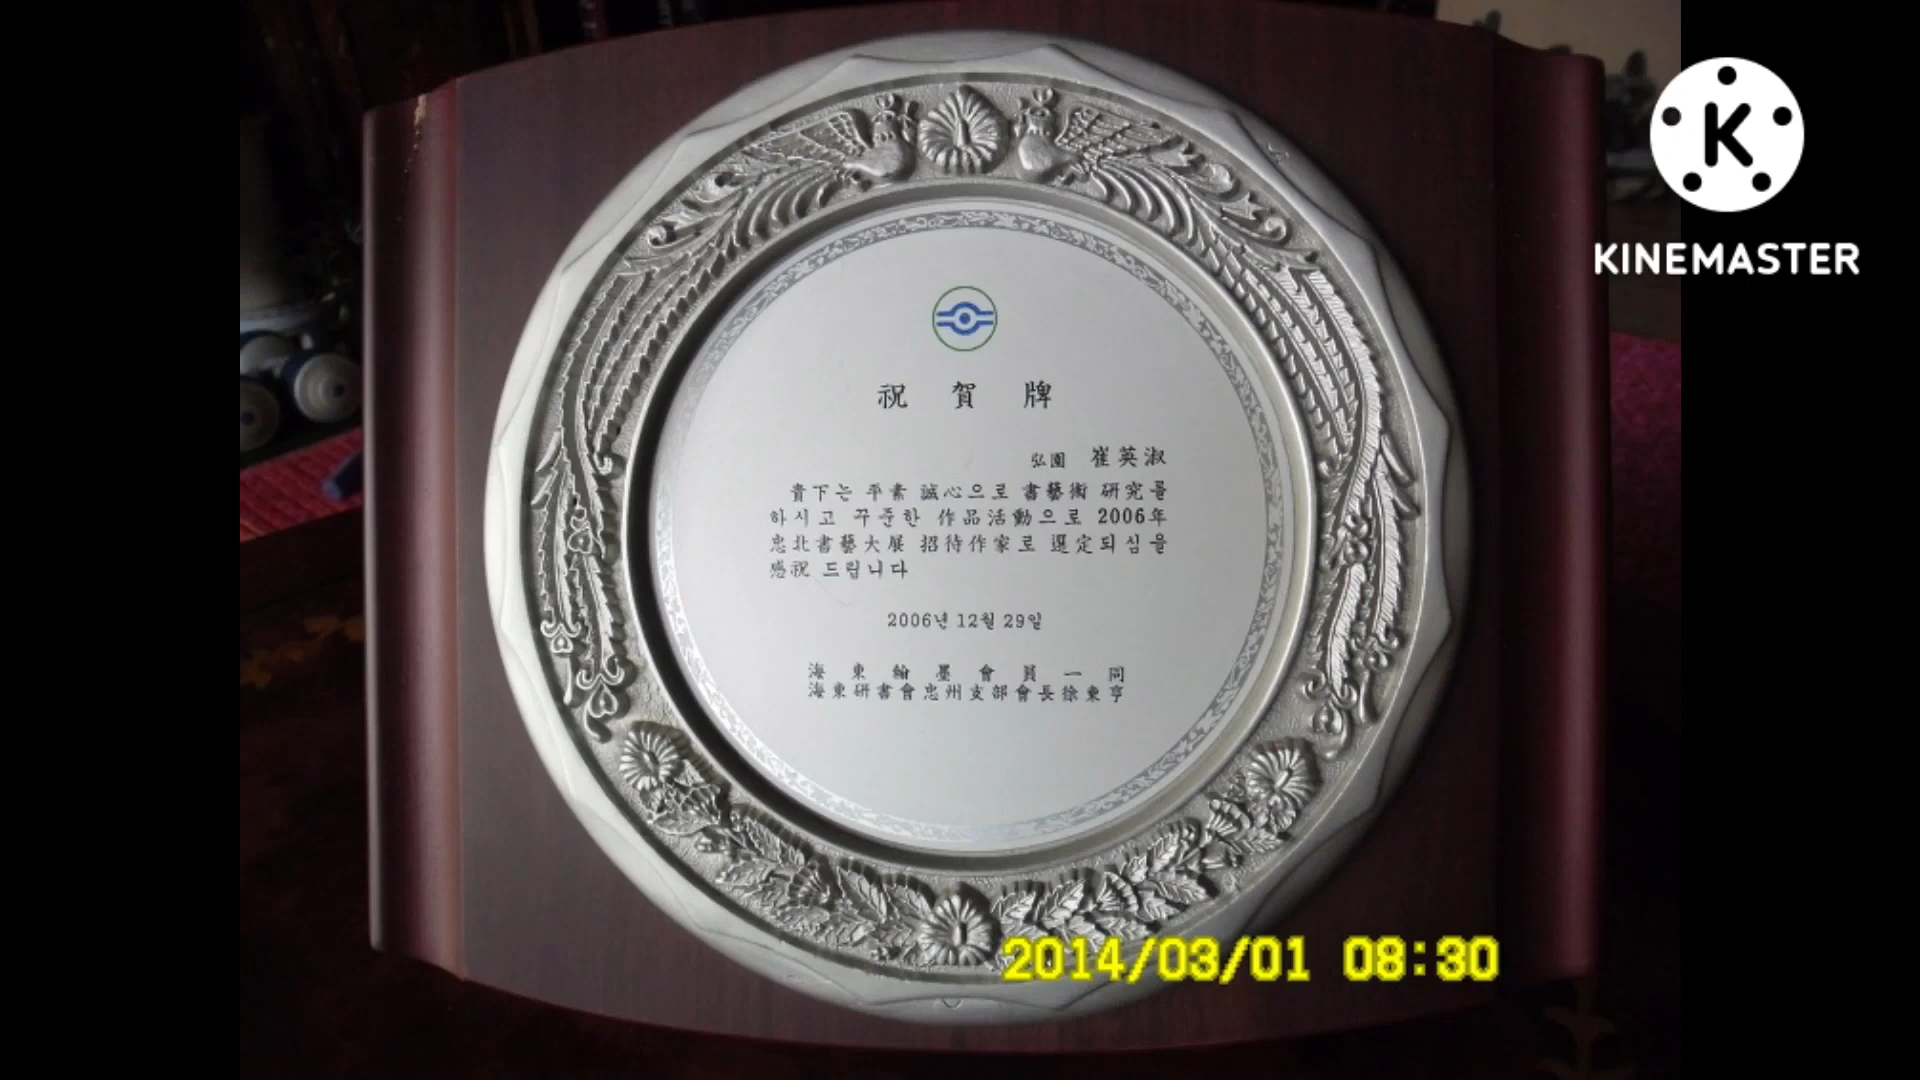 KINEMASTER
祝 賀 牌
弘園 崔英淑
貴下는 平素 誠心으로 書藝術 研究를
하시고 꾸준한 作品活動으로 2006年
忠北書藝大展 招待作家로 選定되심을
感祝 드립니다
2006년 12월 29일
海東翰墨會員一同
海東研書會忠州支部會長徐東亨
2014/03/01 08:30